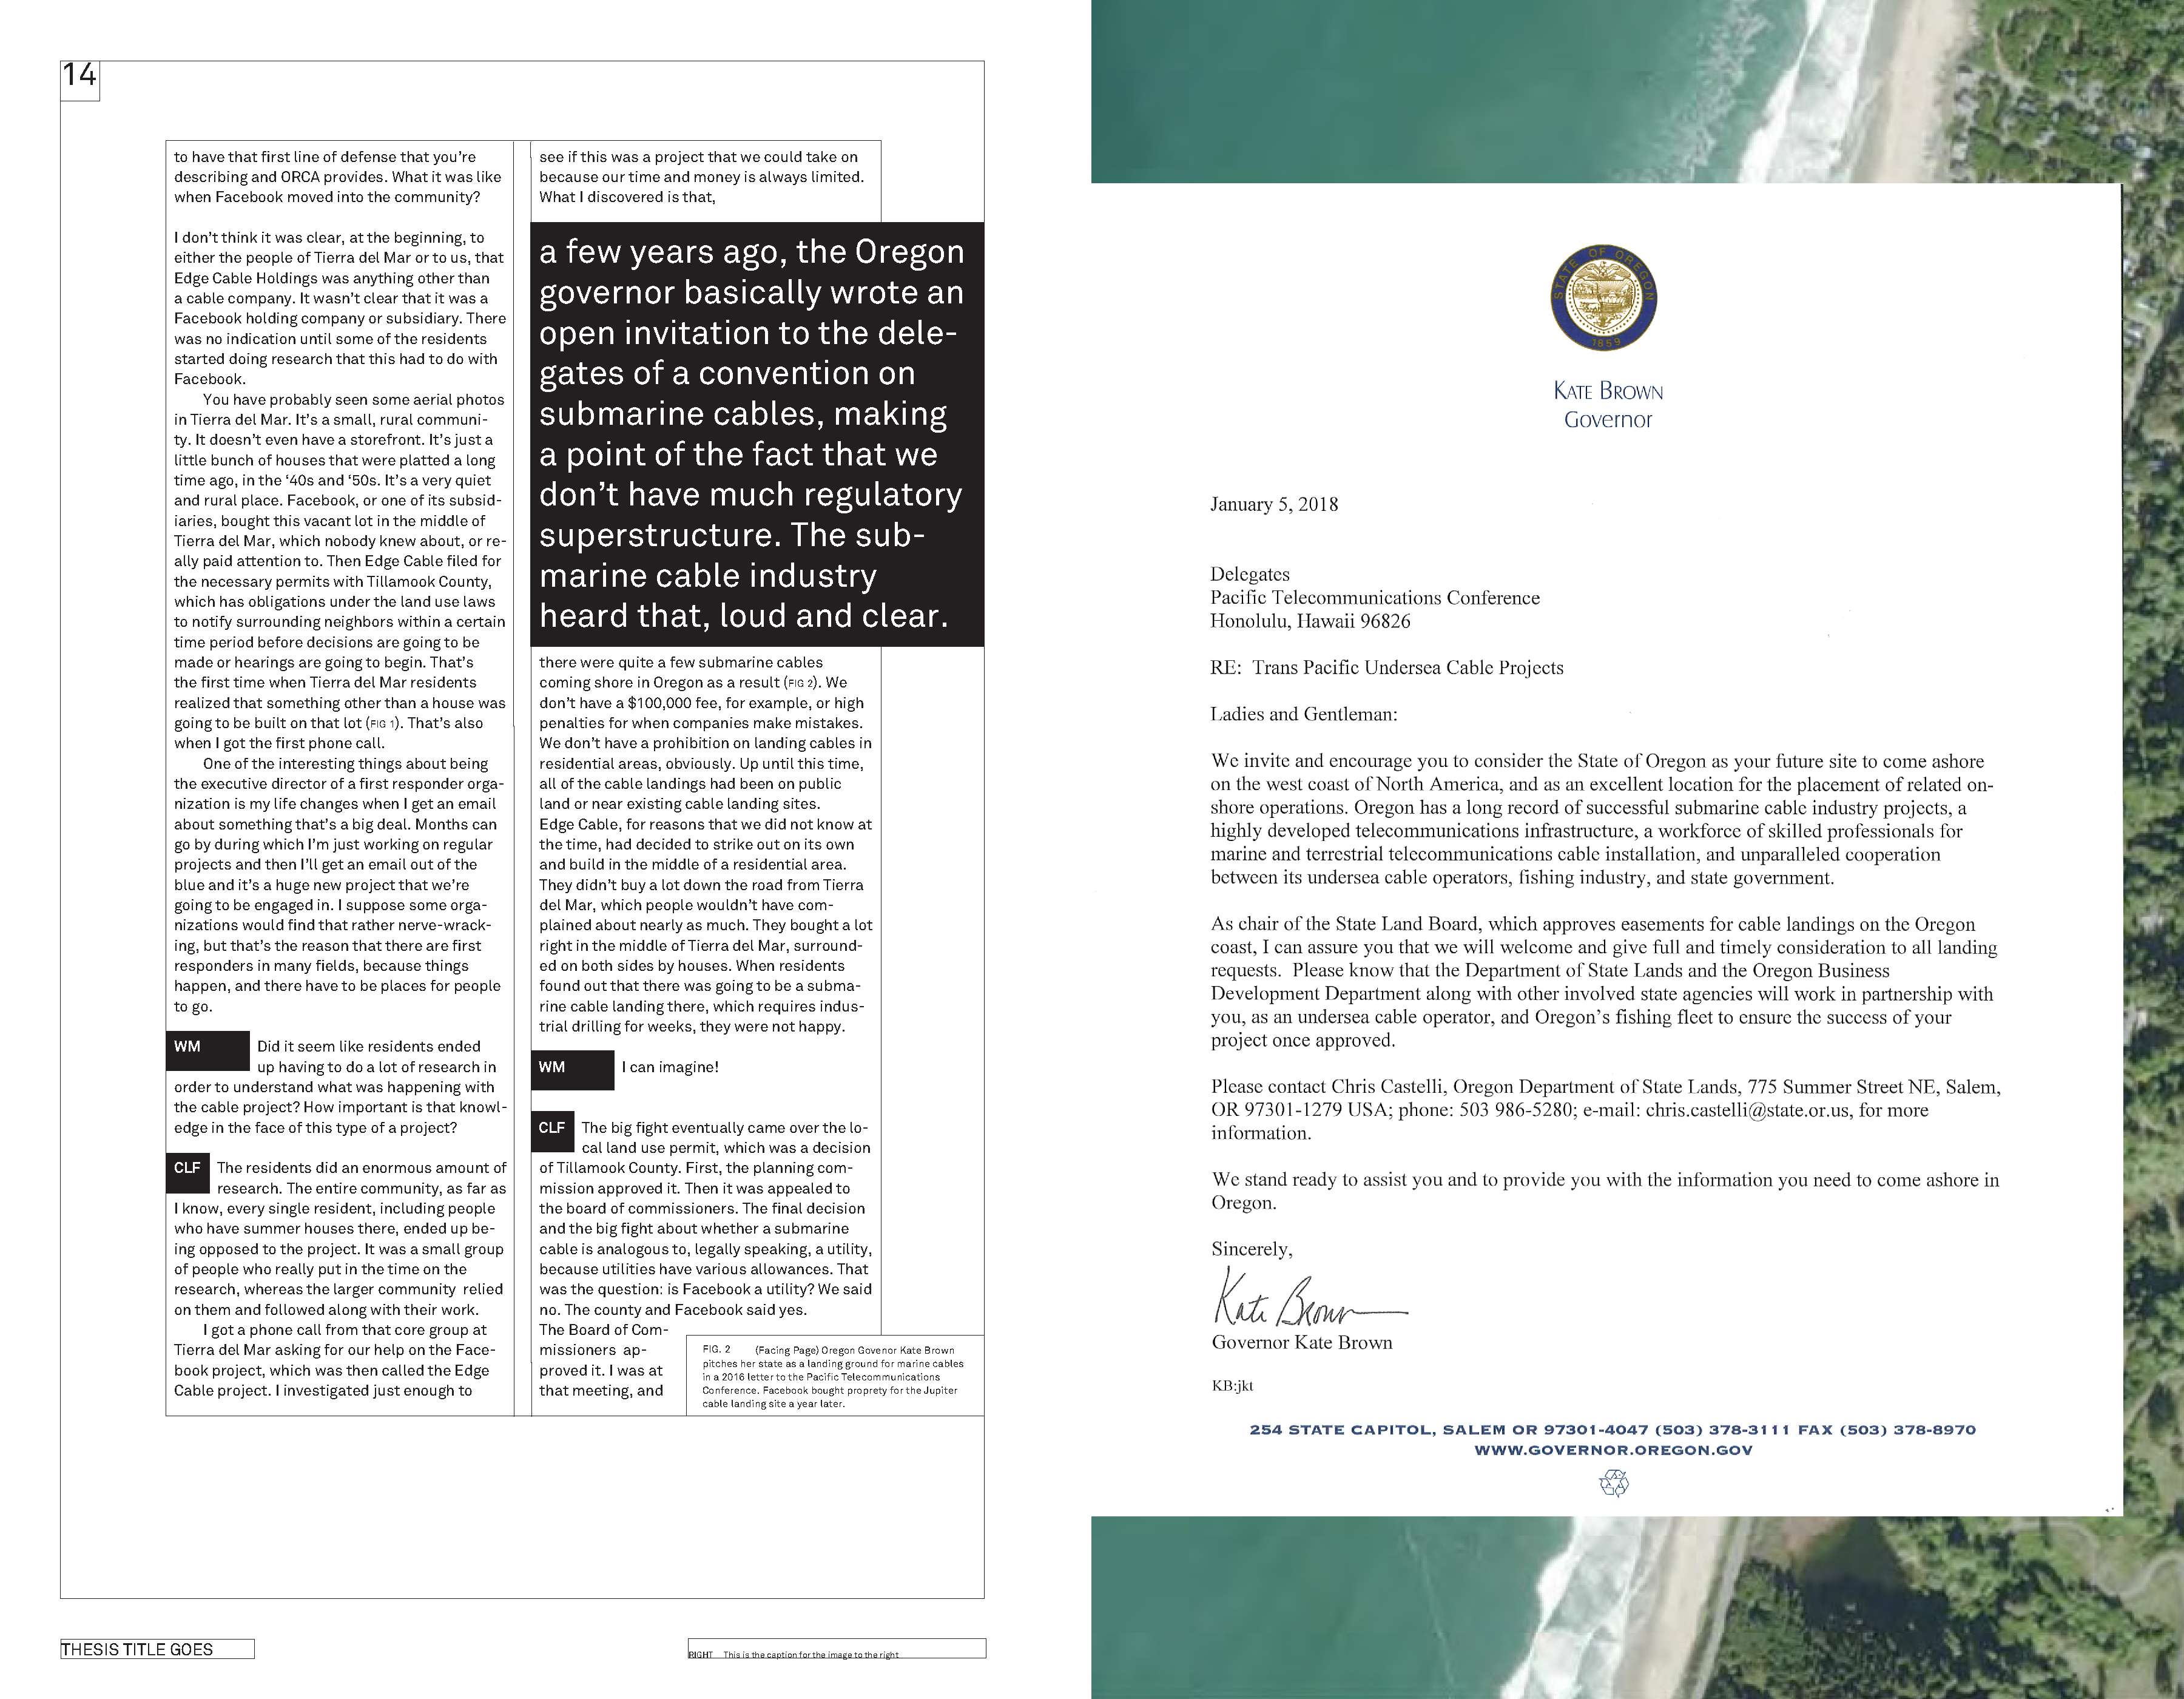 14
to have that first line of defense that you’re
describing and ORCA provides. What it was like
when Facebook moved into the community?
I don’t think it was clear, at the beginning, to
either the people of Tierra del Mar or to us, that
Edge Cable Holdings was anything other than
a cable company. It wasn’t clear that it was a
Facebook holding company or subsidiary. There
was no indication until some of the residents
started doing research that this had to do with
Facebook.
You have probably seen some aerial photos
in Tierra del Mar. It’s a small, rural communi-
ty. It doesn’t even have a storefront. It’s just a
little bunch of houses that were platted a long
time ago, in the ‘40s and ‘50s. It’s a very quiet
and rural place. Facebook, or one of its subsid-
iaries, bought this vacant lot in the middle of
Tierra del Mar, which nobody knew about, or re-
ally paid attention to. Then Edge Cable filed for
the necessary permits with Tillamook County,
which has obligations under the land use laws
to notify surrounding neighbors within a certain
time period before decisions are going to be
made or hearings are going to begin. That’s
the first time when Tierra del Mar residents
realized that something other than a house was
going to be built on that lot (FIG 1). That’s also
when I got the first phone call.
One of the interesting things about being
the executive director of a first responder orga-
nization is my life changes when I get an email
about something that’s a big deal. Months can
go by during which I’m just working on regular
projects and then I’ll get an email out of the
blue and it’s a huge new project that we’re
going to be engaged in. I suppose some orga-
nizations would find that rather nerve-wrack-
ing, but that’s the reason that there are first
responders in many fields, because things
happen, and there have to be places for people
to go.
WM Did it seem like residents ended
up having to do a lot of research in
order to understand what was happening with
the cable project? How important is that knowl-
edge in the face of this type of a project?
CLF The residents did an enormous amount of
research. The entire community, as far as
I know, every single resident, including people
who have summer houses there, ended up be-
ing opposed to the project. It was a small group
of people who really put in the time on the
research, whereas the larger community relied
on them and followed along with their work.
I got a phone call from that core group at
Tierra del Mar asking for our help on the Face-
book project, which was then called the Edge
Cable project. I investigated just enough to
see if this was a project that we could take on
because our time and money is always limited.
What I discovered is that,
a few years ago, the Oregon
governor basically wrote an
open invitation to the dele-
gates of a convention on
submarine cables, making
a point of the fact that we
don’t have much regulatory
superstructure. The sub-
marine cable industry
heard that, loud and clear.
there were quite a few submarine cables
coming shore in Oregon as a result (FIG 2). We
don’t have a $100,000 fee, for example, or high
penalties for when companies make mistakes.
We don’t have a prohibition on landing cables in
residential areas, obviously. Up until this time,
all of the cable landings had been on public
land or near existing cable landing sites.
Edge Cable, for reasons that we did not know at
the time, had decided to strike out on its own
and build in the middle of a residential area.
They didn’t buy a lot down the road from Tierra
del Mar, which people wouldn’t have com-
plained about nearly as much. They bought a lot
right in the middle of Tierra del Mar, surround-
ed on both sides by houses. When residents
found out that there was going to be a subma-
rine cable landing there, which requires indus-
trial drilling for weeks, they were not happy.
WM I can imagine!
CLF The big fight eventually came over the lo-
cal land use permit, which was a decision
of Tillamook County. First, the planning com-
mission approved it. Then it was appealed to
the board of commissioners. The final decision
and the big fight about whether a submarine
cable is analogous to, legally speaking, a utility,
because utilities have various allowances. That
was the question: is Facebook a utility? We said
no. The county and Facebook said yes.
The Board of Com-
missioners ap-
proved it. I was at
that meeting, and
FIG. 2 (Facing Page) Oregon Govenor Kate Brown
pitches her state as a landing ground for marine cables
in a 2016 letter to the Pacific Telecommunications
Conference. Facebook bought proprety for the Jupiter
cable landing site a year later.
THESIS TITLE GOES
RIGHT This is the caption for the image to the right
STATE OF OREGON
1859
KATE BROWN
Governor
January 5, 2018
Delegates
Pacific Telecommunications Conference
Honolulu, Hawaii 96826
RE: Trans Pacific Undersea Cable Projects
Ladies and Gentleman:
We invite and encourage you to consider the State of Oregon as your future site to come ashore
on the west coast of North America, and as an excellent location for the placement of related on-
shore operations. Oregon has a long record of successful submarine cable industry projects, a
highly developed telecommunications infrastructure, a workforce of skilled professionals for
marine and terrestrial telecommunications cable installation, and unparalleled cooperation
between its undersea cable operators, fishing industry, and state government.
As chair of the State Land Board, which approves easements for cable landings on the Oregon
coast, I can assure you that we will welcome and give full and timely consideration to all landing
requests. Please know that the Department of State Lands and the Oregon Business
Development Department along with other involved state agencies will work in partnership with
you, as an undersea cable operator, and Oregon’s fishing fleet to ensure the success of your
project once approved.
Please contact Chris Castelli, Oregon Department of State Lands, 775 Summer Street NE, Salem,
OR 97301-1279 USA; phone: 503 986-5280; e-mail: chris.castelli@state.or.us, for more
information.
We stand ready to assist you and to provide you with the information you need to come ashore in
Oregon.
Sincerely,
Kate Brown
Governor Kate Brown
KB:jkt
254 STATE CAPITOL, SALEM OR 97301-4047 (503) 378-3111 FAX (503) 378-8970
WWW.GOVERNOR.OREGON.GOV